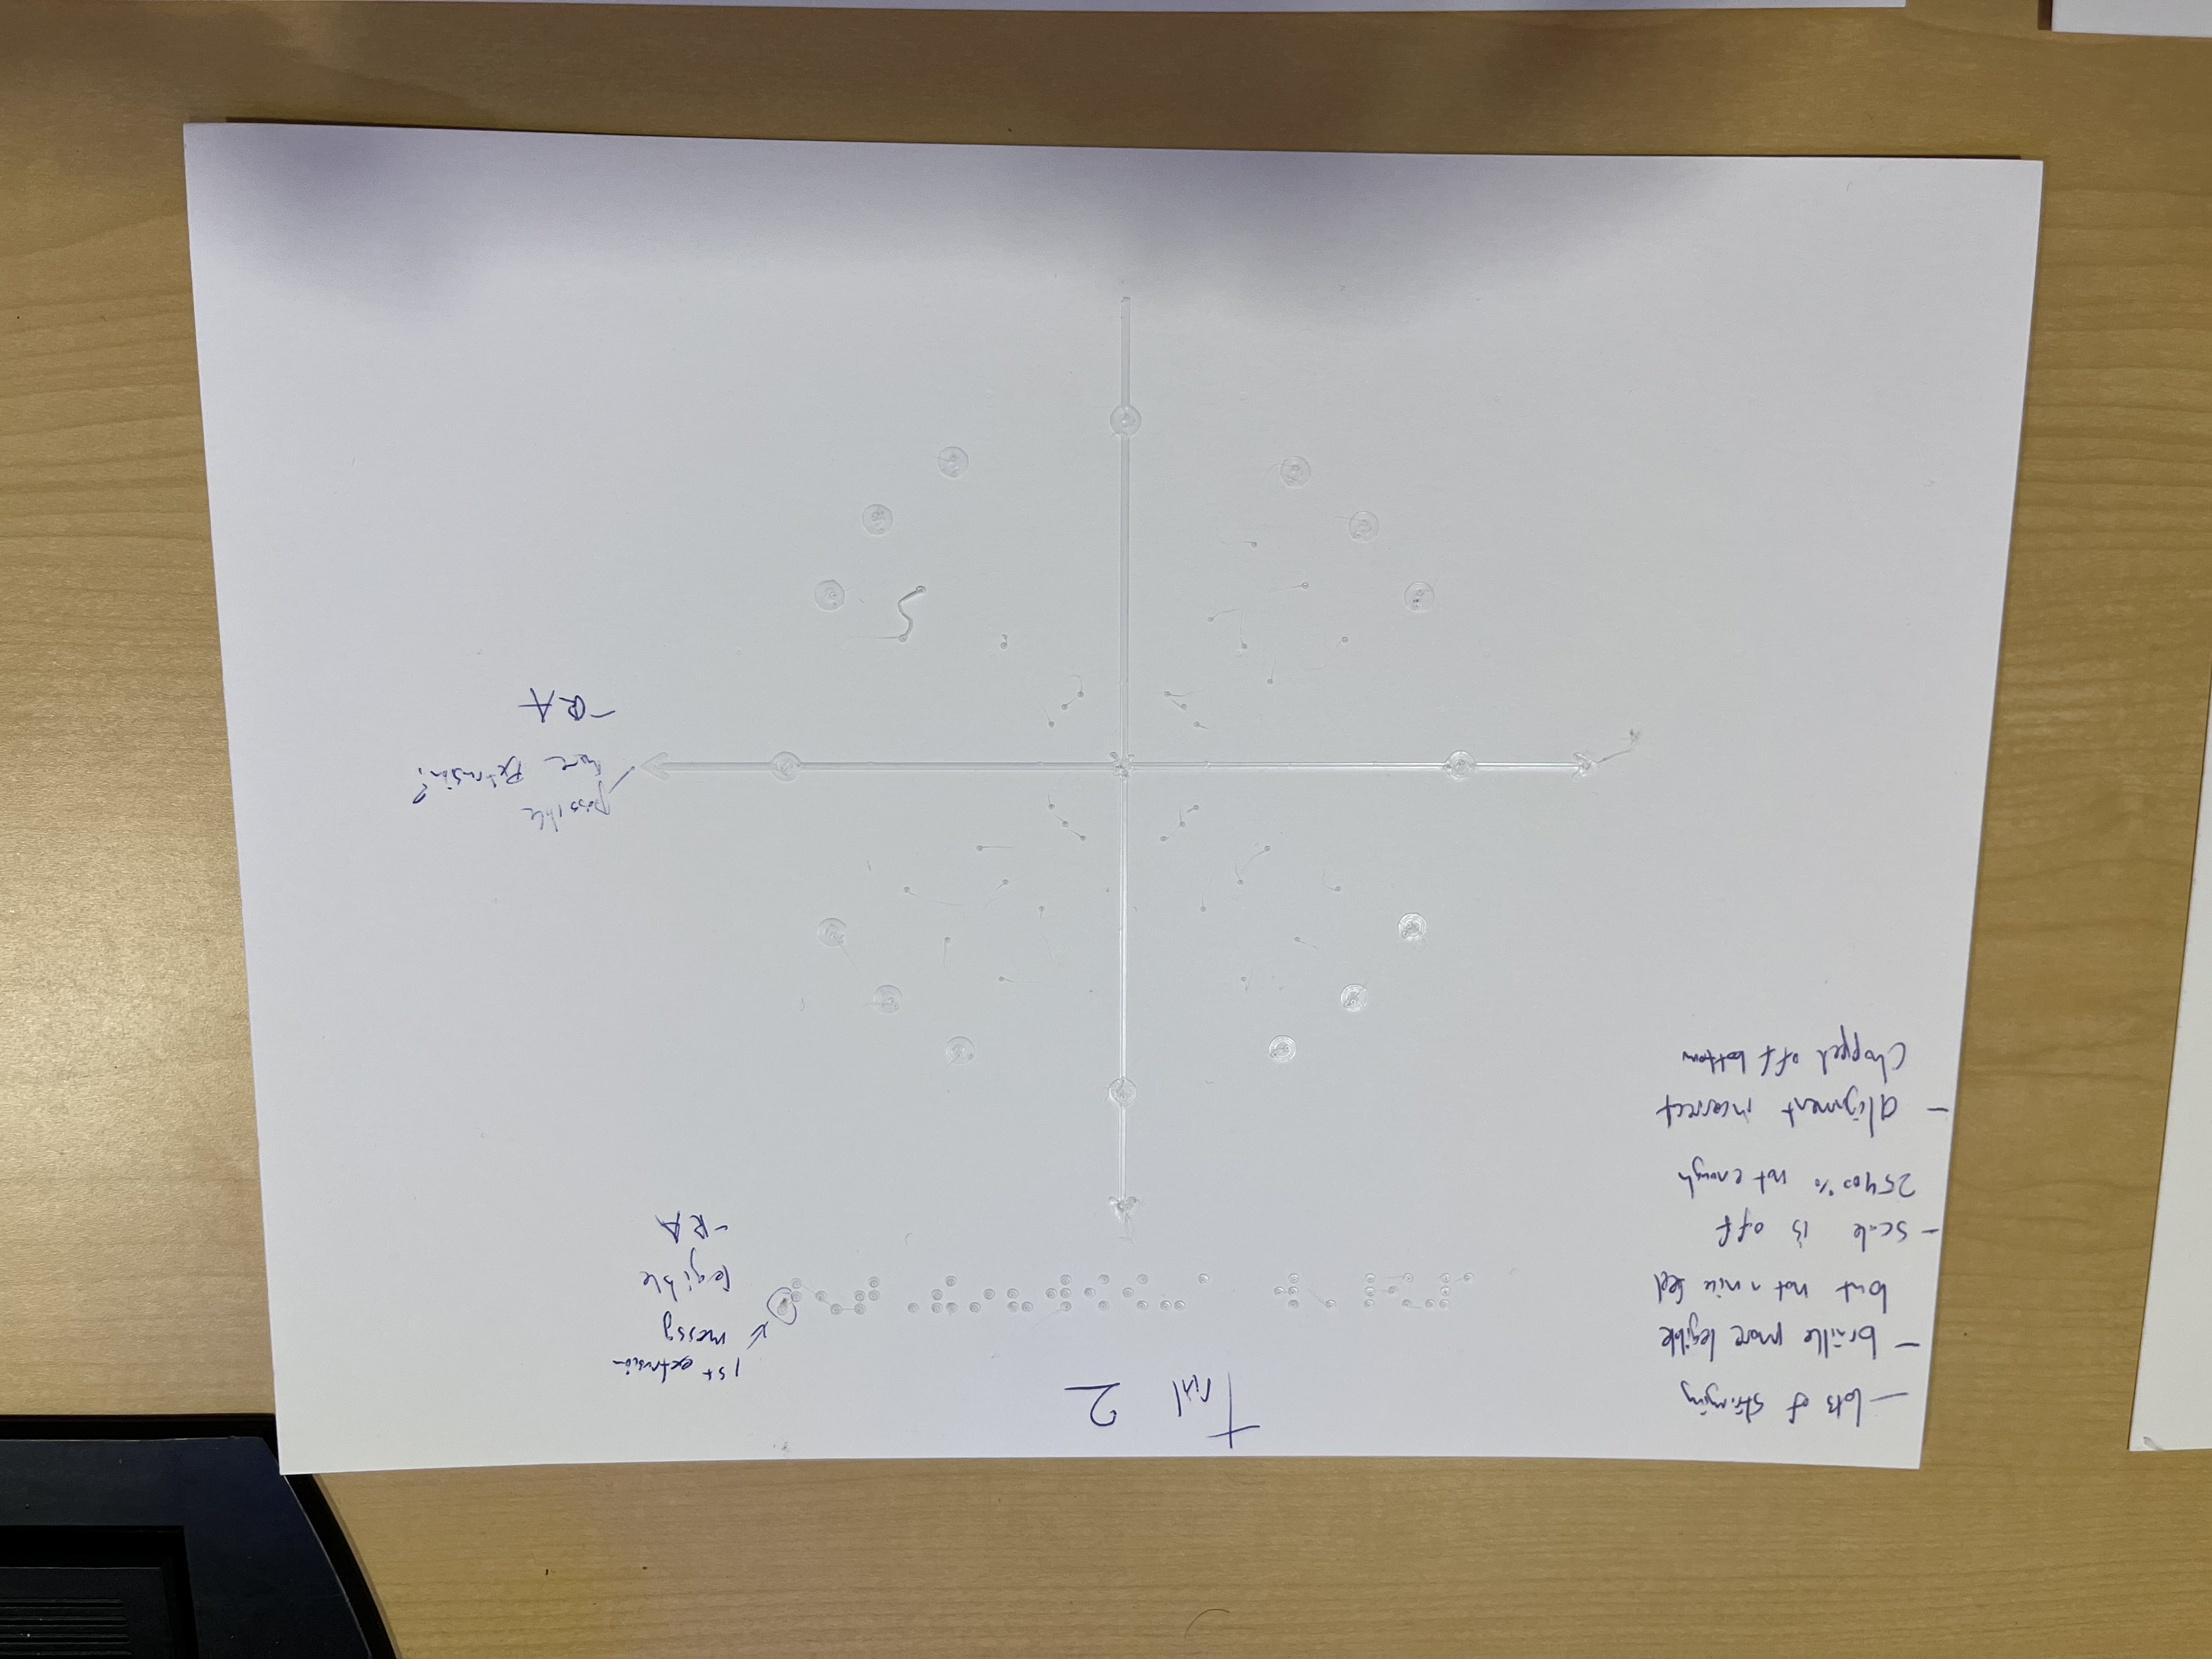 Trial 2
- lots of stringing
- braille more legible
but not a nice feel
- scale is off
25400% not enough
- alignment incorrect
chopped off bottom
1st extrusion
messy
legible
-RA
possible
more extrusion?
-RA